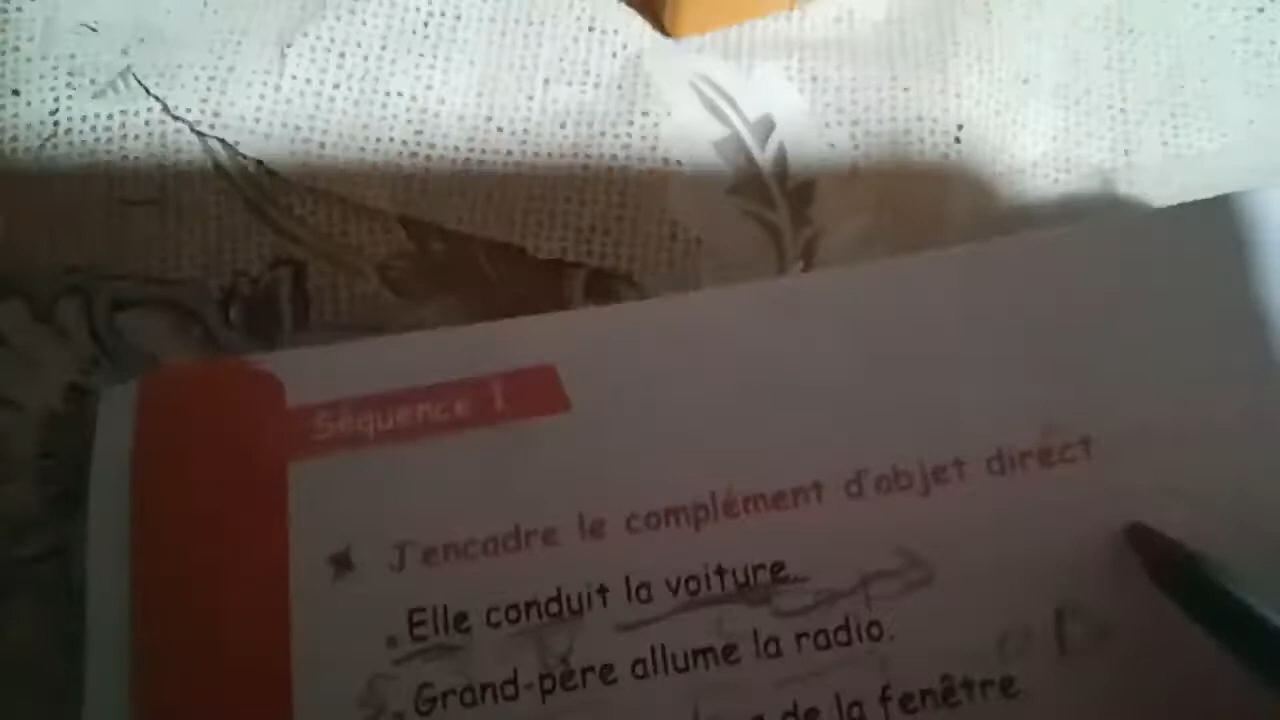 Séquence 1
J'encadre le complément d'objet direct
Elle conduit la voiture.
Grand-père allume la radio.
de la fenêtre